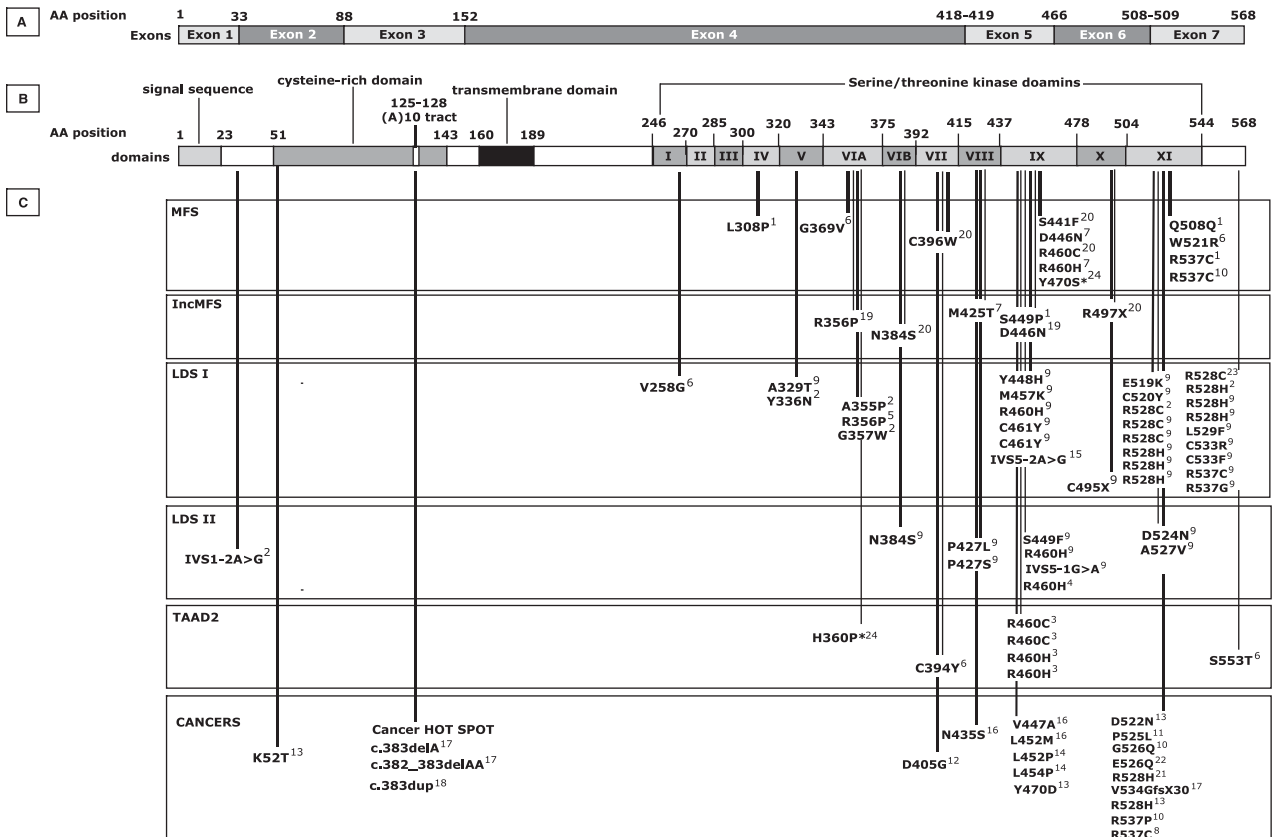 A
AA position 1 33 88 152 418-419 466 508-509 568
Exons Exon 1 Exon 2 Exon 3 Exon 4 Exon 5 Exon 6 Exon 7
B
signal sequence
cysteine-rich domain
125-128
(A)10 tract
transmembrane domain
Serine/threonine kinase doamins
AA position 1 23 51 143 160 189 246 270 285 300 320 343 375 392 415 437 478 504 544 568
domains I II III IV V VIA VIB VII VIII IX X XI
C
MFS
L308P1
G369V6
C396W20
S441F20
D446N7
R460C20
R460H7
Y470S*24
Q508Q1
W521R6
R537C1
R537C10
IncMFS
R356P19
N384S20
M425T7
S449P1
D446N19
R497X20
LDS I
V258G6
A329T9
Y336N2
A355P2
R356P5
G357W2
Y448H9
M457K9
R460H9
C461Y9
C461Y9
IVS5-2A>G15
C495X9
E519K9
C520Y9
R528C2
R528C9
R528C9
R528H9
R528H9
R528H9
R528C23
R528H2
R528H9
R528H9
L529F9
C533R9
C533F9
R537C9
R537G9
LDS II
IVS1-2A>G2
N384S9
P427L9
P427S9
S449F9
R460H9
IVS5-1G>A9
R460H4
D524N9
A527V9
TAAD2
H360P*24
C394Y6
R460C3
R460C3
R460H3
R460H3
S553T6
CANCERS
K52T13
Cancer HOT SPOT
c.383delA17
c.382_383delAA17
c.383dup18
D405G12
N435S16
V447A16
L452M16
L452P14
L454P14
Y470D13
D522N13
P525L11
G526Q10
E526Q22
R528H21
V534GfsX3017
R528H13
R537P10
R537C8